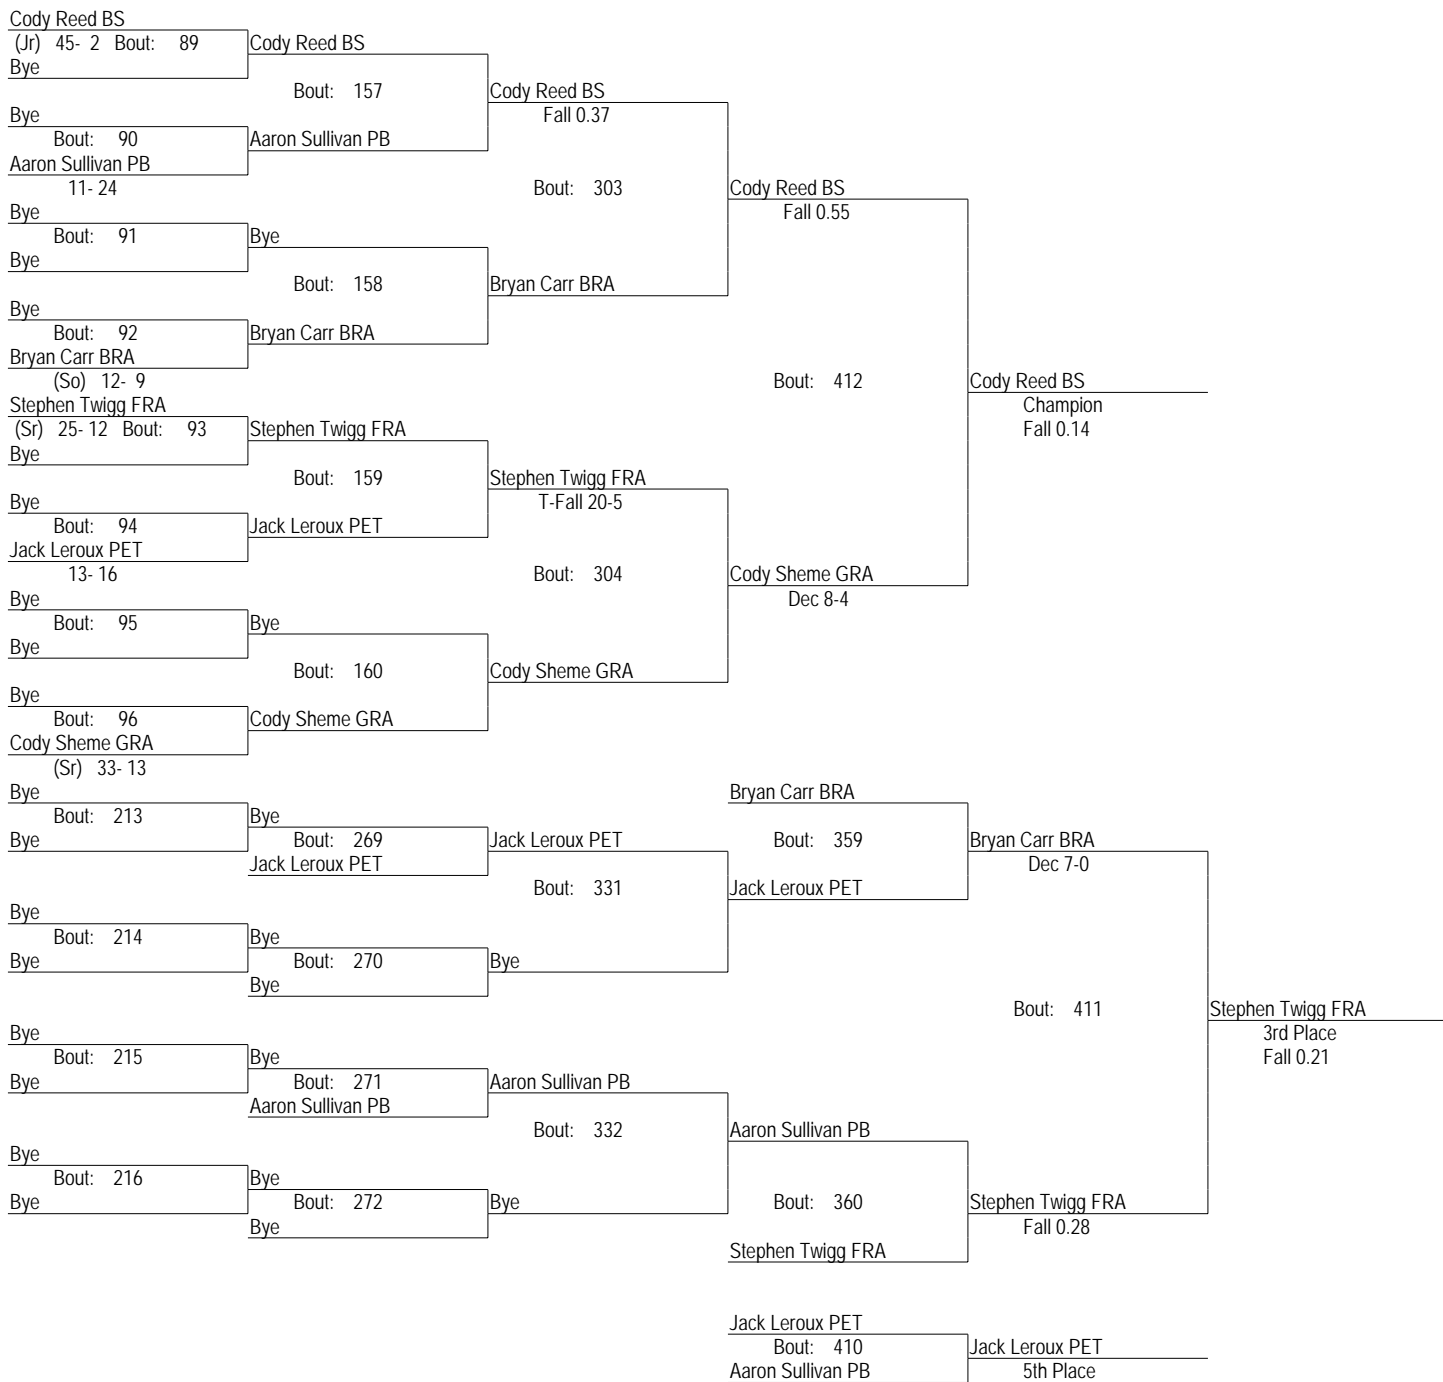 Cody Reed BS
(Jr) 45- 2 Bout: 89 Cody Reed BS
Bye
Bout: 157 Cody Reed BS
Bye Fall 0.37
Bout: 90 Aaron Sullivan PB
Aaron Sullivan PB
11- 24 Bout: 303 Cody Reed BS
Bye Fall 0.55
Bout: 91 Bye
Bye
Bout: 158 Bryan Carr BRA
Bye
Bout: 92 Bryan Carr BRA
Bryan Carr BRA
(So) 12- 9 Bout: 412 Cody Reed BS
Stephen Twigg FRA Champion
(Sr) 25- 12 Bout: 93 Stephen Twigg FRA Fall 0.14
Bye
Bout: 159 Stephen Twigg FRA
Bye T-Fall 20-5
Bout: 94 Jack Leroux PET
Jack Leroux PET
13- 16 Bout: 304 Cody Sheme GRA
Bye Dec 8-4
Bout: 95 Bye
Bye
Bout: 160 Cody Sheme GRA
Bye
Bout: 96 Cody Sheme GRA
Cody Sheme GRA
(Sr) 33- 13
Bye Bryan Carr BRA
Bout: 213 Bye
Bye Bout: 269 Jack Leroux PET Bout: 359 Bryan Carr BRA
Jack Leroux PET Dec 7-0
Bout: 331 Jack Leroux PET
Bye
Bout: 214 Bye
Bye Bout: 270 Bye
Bye
Bout: 411 Stephen Twigg FRA
Bye 3rd Place
Bout: 215 Bye Fall 0.21
Bye Bout: 271 Aaron Sullivan PB
Aaron Sullivan PB
Bout: 332 Aaron Sullivan PB
Bye
Bout: 216 Bye
Bye Bout: 272 Bye Bout: 360 Stephen Twigg FRA
Bye Fall 0.28
Stephen Twigg FRA
Jack Leroux PET
Bout: 410 Jack Leroux PET
Aaron Sullivan PB 5th Place